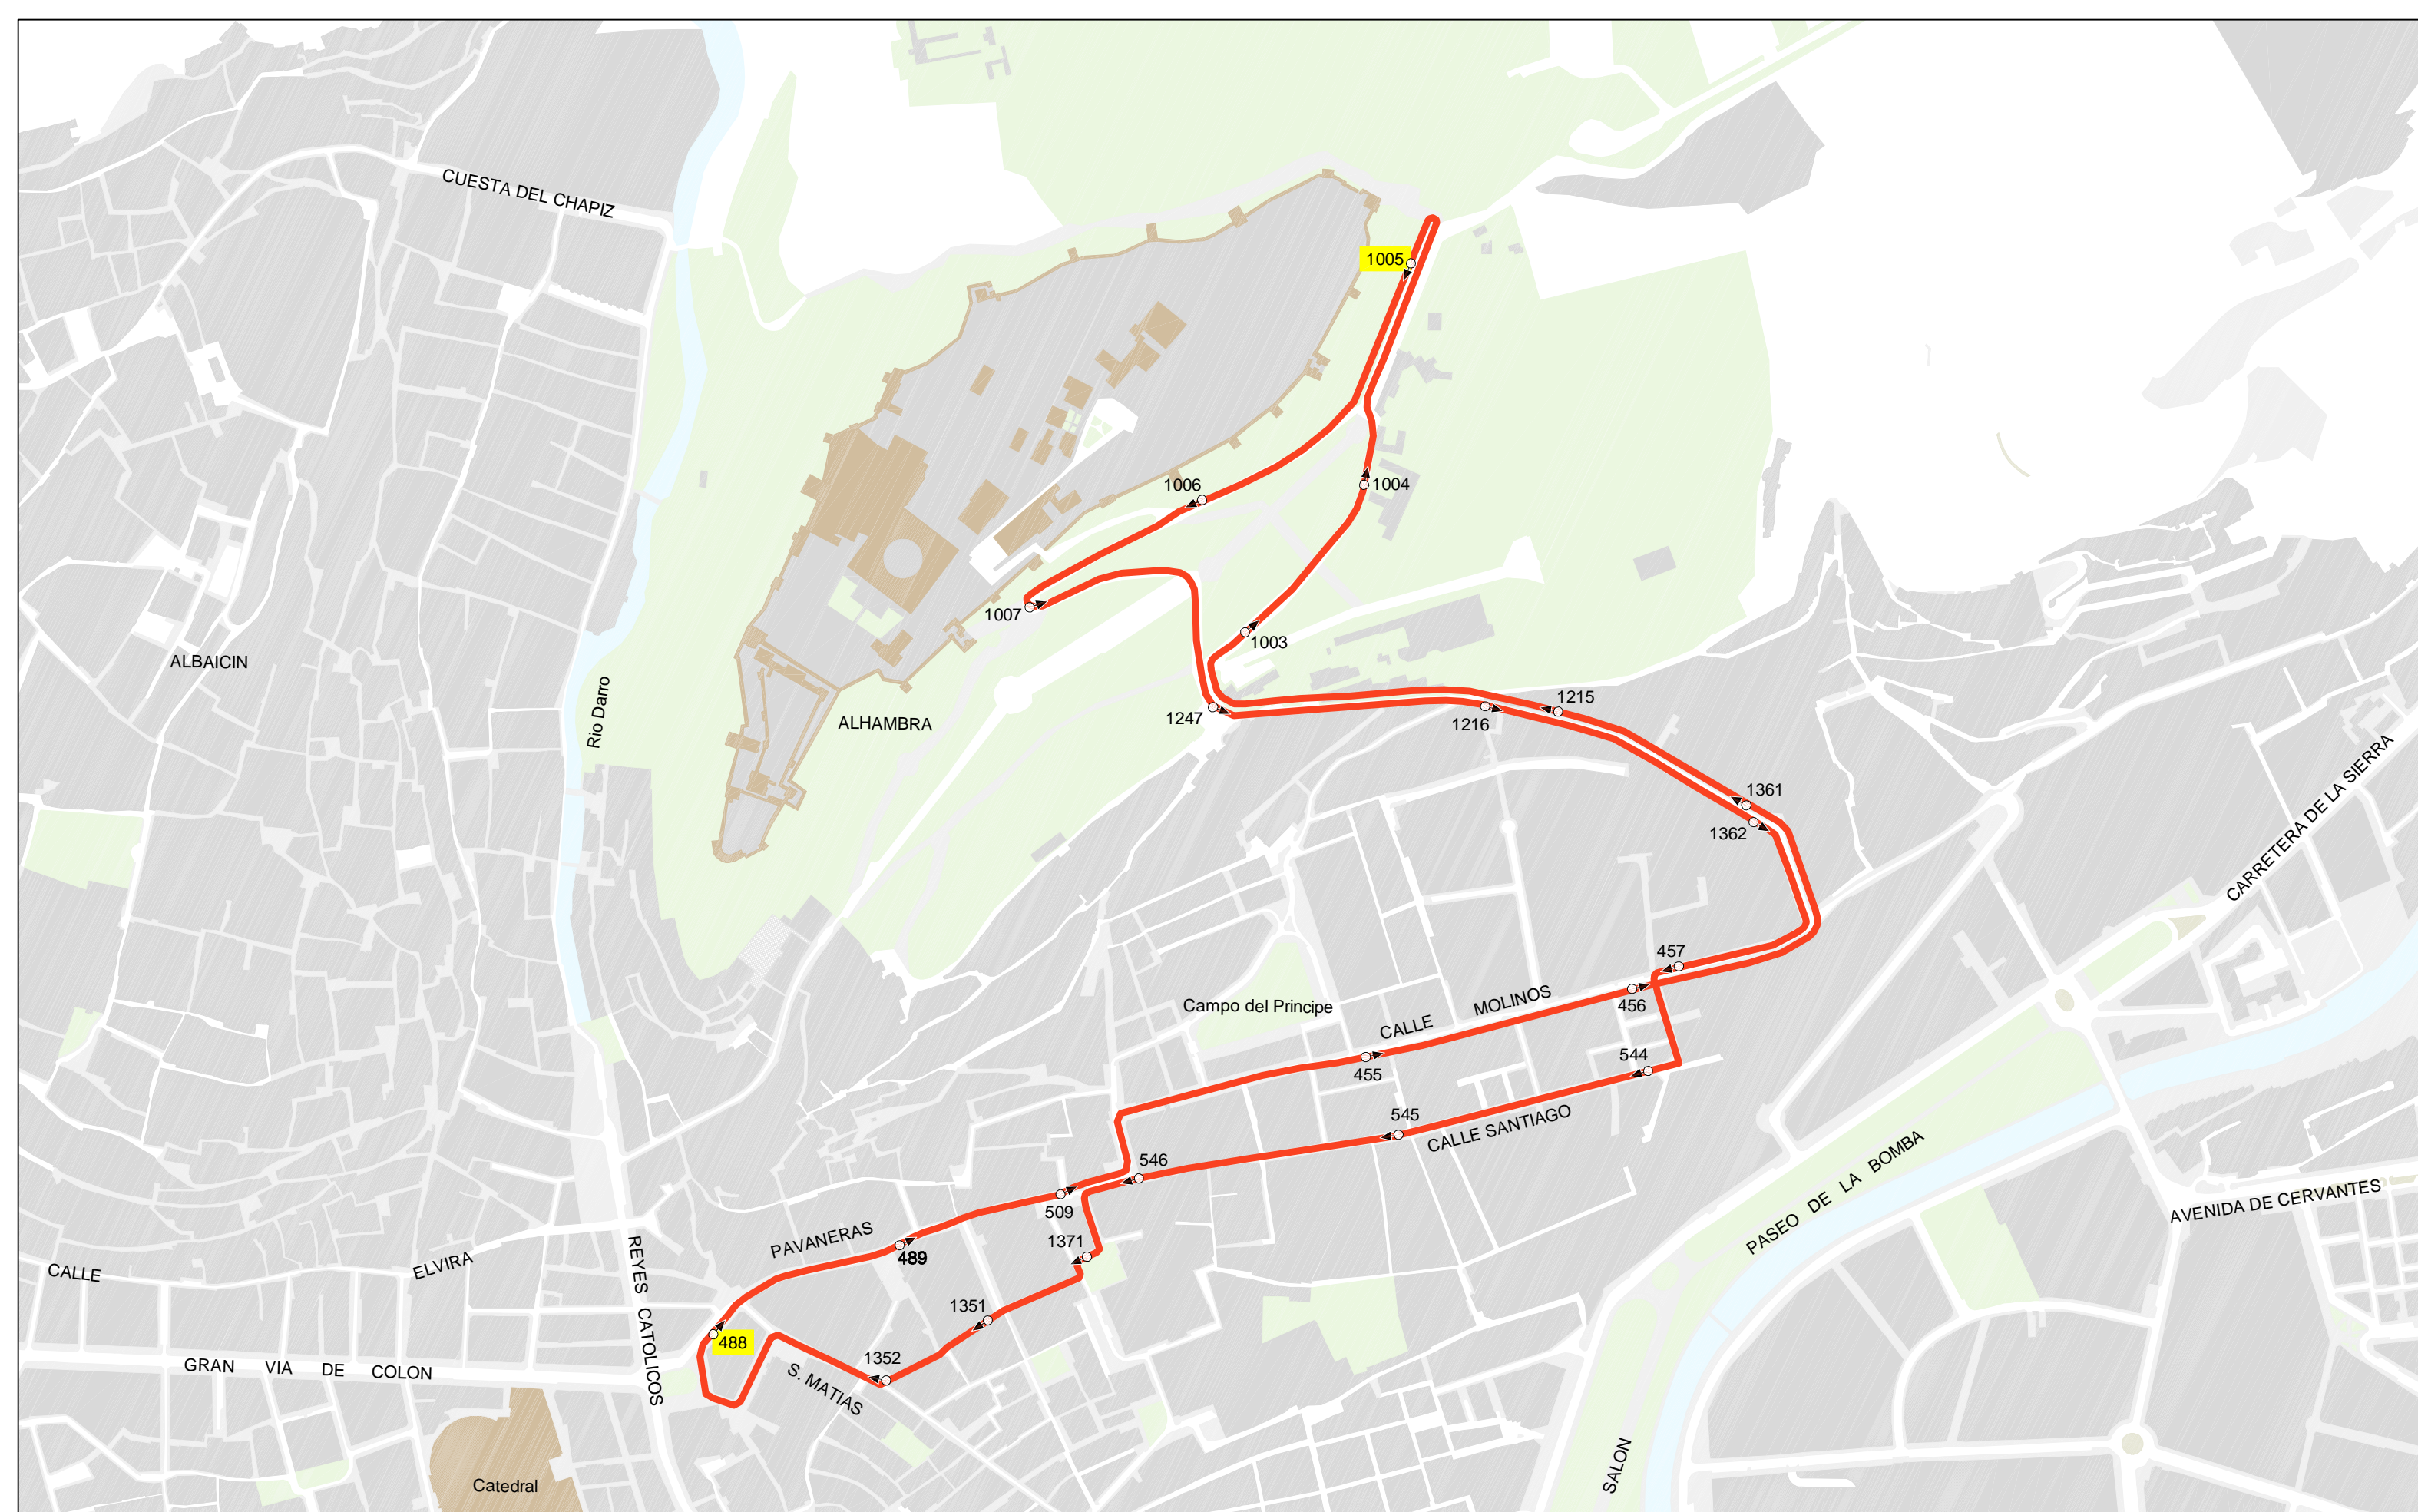 CUESTA DEL CHAPIZ
1005
1006
1004
1007
1003
ALBAICIN
Rio Darro
ALHAMBRA
1247
1216
1215
1361
1362
CARRETERA DE LA SIERRA
457
456
Campo del Principe
CALLE MOLINOS
455
544
545
CALLE SANTIAGO
546
509
PASEO DE LA BOMBA
AVENIDA DE CERVANTES
PAVANERAS
489
1371
CALLE ELVIRA
REYES CATOLICOS
1351
488
1352
GRAN VIA DE COLON
S. MATIAS
SALON
Catedral